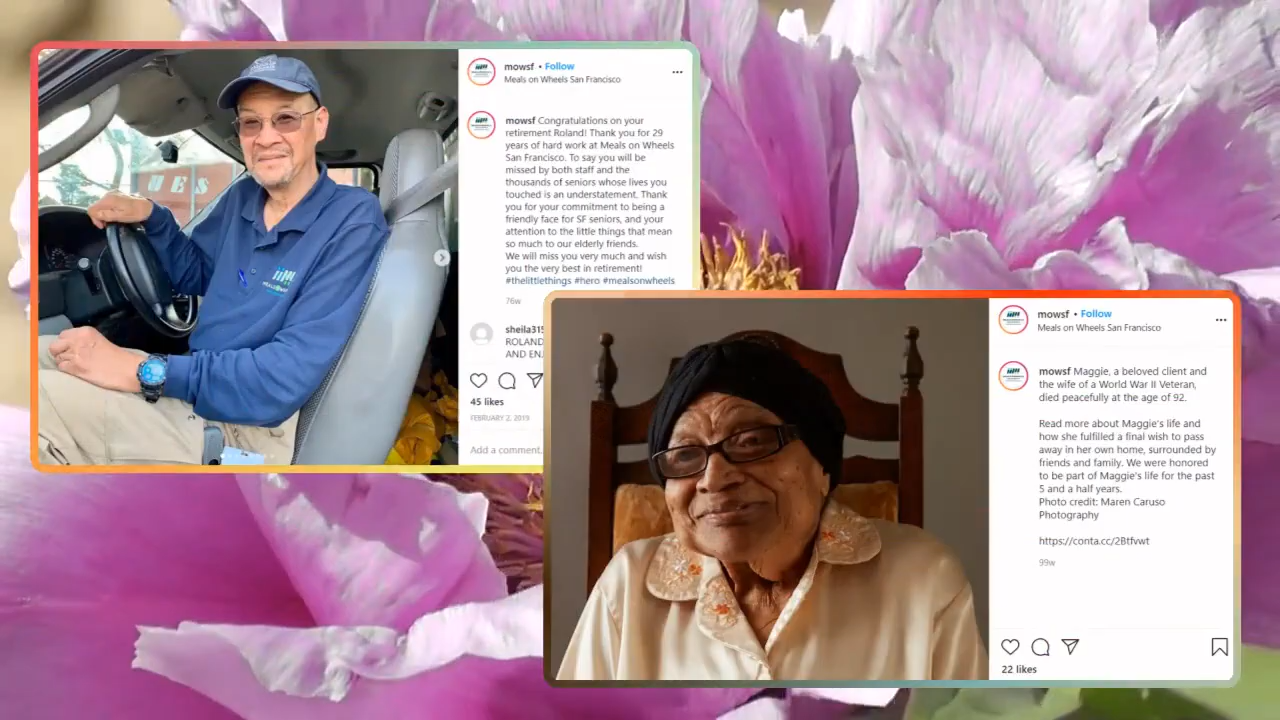 mowsf • Follow
Meals on Wheels San Francisco
mowsf Congratulations on your
retirement Roland! Thank you for 29
years of hard work at Meals on Wheels
San Francisco. To say you will be
missed by both staff and the
thousands of seniors whose lives you
touched is an understatement. Thank
you for your commitment to being a
friendly face for SF seniors, and your
attention to the little things that mean
so much to our elderly friends.
We will miss you very much and wish
you the very best in retirement!
#thelittlethings #hero #mealsonwheels
76w
sheila315
ROLAND
AND EN
45 likes
FEBRUARY 2, 2019
Add a comment.
UES
mowsf • Follow
Meals on Wheels San Francisco
mowsf Maggie, a beloved client and
the wife of a World War II Veteran,
died peacefully at the age of 92.
Read more about Maggie's life and
how she fulfilled a final wish to pass
away in her own home, surrounded by
friends and family. We were honored
to be part of Maggie's life for the past
5 and a half years.
Photo credit: Maren Caruso
Photography
https://conta.cc/2Btfvwt
99w
22 likes